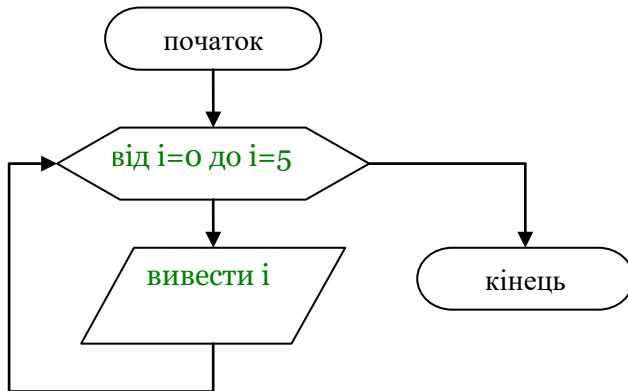 початок
від і=0 до і=5
вивести і
кінець